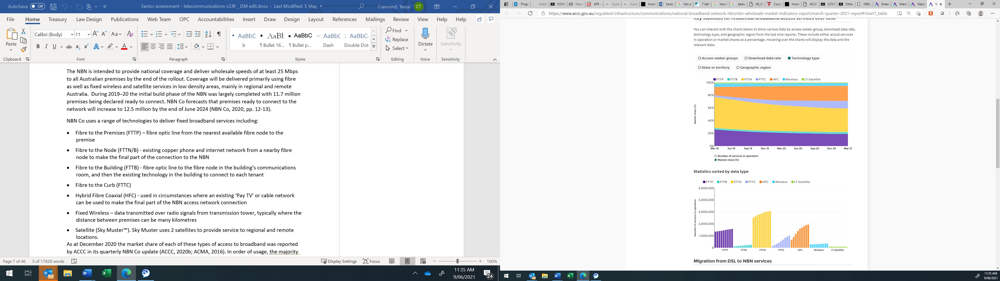 AutoSave Off
Sector assessment - telecommunications v2JR _ DM edit.docx - Last Modified: 5 May
Cramond, Tessa CT
File Home Treasury Law Design Publications Web Team OPC Accountabilities Insert Draw Design Layout References Mailings Review View Help Help
Paste
Calibri (Body) 11
Clipboard Font Paragraph Styles Editing Voice Sensitivity
AaBbC AaBb AaBbC AaBbC AaBbC
b ¶ Bullet 16... ¶ Bullet p... Dash Double Dot
Find
Replace
Select
Dictate
Sensitivity
The NBN is intended to provide national coverage and deliver wholesale speeds of at least 25 Mbps
to all Australian premises by the end of the rollout. Coverage will be delivered primarily using fibre
as well as fixed wireless and satellite services in low density areas, mainly in regional and remote
Australia. During 2019–20 the initial build phase of the NBN was largely completed with 11.7 million
premises being declared ready to connect. NBN Co forecasts that premises ready to connect to the
network will increase to 12.5 million by the end of June 2024 (NBN Co, 2020, pp. 12-13).
NBN Co uses a range of technologies to deliver fixed broadband services including:
• Fibre to the Premises (FTTP) – fibre optic line from the nearest available fibre node to the
premise
• Fibre to the Node (FTTN/B) - existing copper phone and internet network from a nearby fibre
node to make the final part of the connection to the NBN
• Fibre to the Building (FTTB) - fibre optic line to the fibre node in the building’s communications
room, and then the existing technology in the building to connect to each tenant
• Fibre to the Curb (FTTC)
• Hybrid Fibre Coaxial (HFC) - used in circumstances where an existing ‘Pay TV’ or cable network
can be used to make the final part of the NBN access network connection
• Fixed Wireless – data transmitted over radio signals from transmission tower, typically where the
distance between premises can be many kilometres
• Satellite (Sky Muster™). Sky Muster uses 2 satellites to provide service to regional and remote
locations.
As at December 2020 the market share of each of these types of access to broadband was reported
by ACCC in its quarterly NBN Co update (ACCC, 2020b; ACMA, 2016). In order of usage, the majority
Page 7 of 46 5 of 17828 words Display Settings Focus 100%
11:35 AM
9/06/2021
24
Progr Untitl COVID New AFR - Curre Curre Home Secto hot a 7 tellt how l daiko 00_C Coro Home ACCC COVI Other NBN_ Exten March March M
https://www.accc.gov.au/regulated-infrastructure/communications/national-broadband-network-nbn/nbn-wholesale-market-indicators-report/march-quarter-2021-report#chart1_table
Key statistics for residential broadband access services over time
You can interact with the charts below to show various data by access seeker group, download data rate,
technology type, and geographic region from the last nine reports. These include either actual services
in operation or market shares as a percentage. Hovering over the charts will display the data and the
relevant date.
Access seeker groups Download data rate Technology type
State or territory Geographic region
FTTP FTTB FTTN FTTC HFC Wireless LT Satellite
100%
80%
60%
40%
20%
0%
Market share (%)
Mar 19 Jun 19 Sep 19 Dec 19 Mar 20 Jun 20 Sep 20 Dec 20 Mar 21
Number of services in operation
Market share (%)
Statistics sorted by data type
FTTP FTTB FTTN FTTC HFC Wireless LT Satellite
5,000,000
4,000,000
3,000,000
2,000,000
1,000,000
0
Number of services in operation
FTTP FTTB FTTN FTTC HFC Wireless LT Satellite
Migration from DSL to NBN services
11:35 AM
9/06/2021